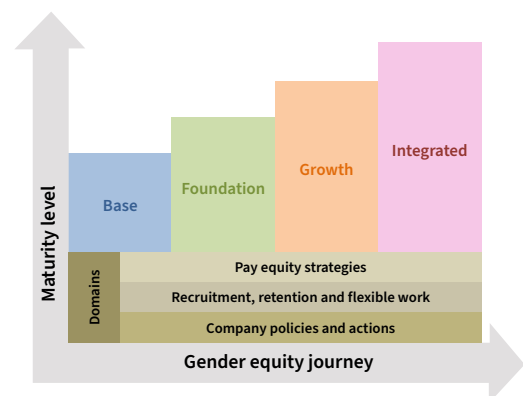 Maturity level
Base
Foundation
Growth
Integrated
Domains
Pay equity strategies
Recruitment, retention and flexible work
Company policies and actions
Gender equity journey